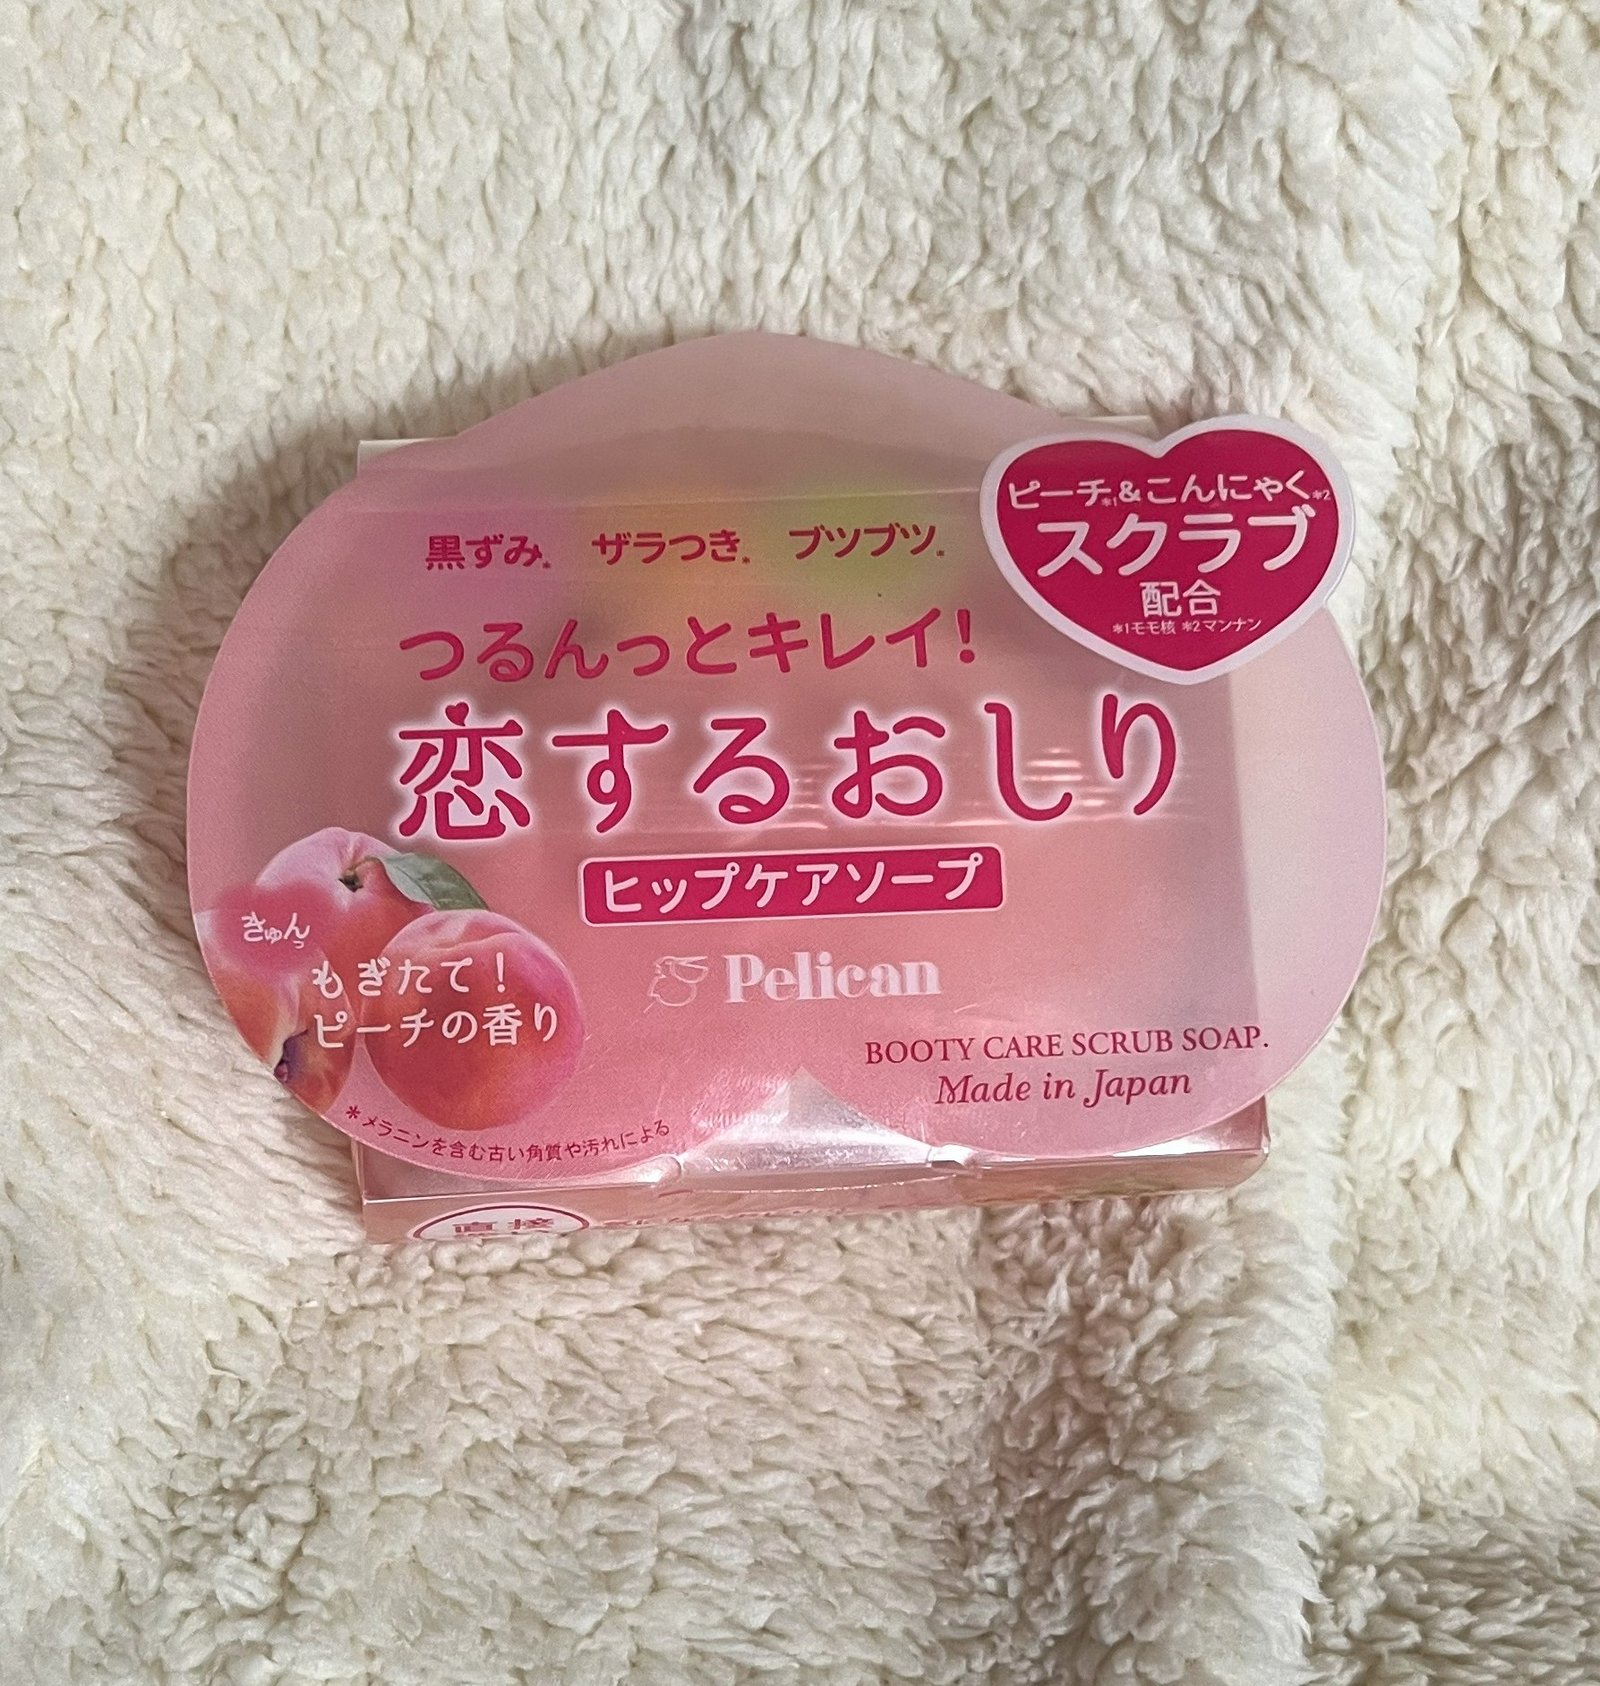 ピーチ*1&こんにゃく*2
スクラブ
配合
*1モモ核 *2マンナン
黒ずみ* ザラつき* ブツブツ*
つるんっとキレイ!
恋するおしり
ヒップケアソープ
Pelican
きゅんっ
もぎたて!
ピーチの香り
BOOTY CARE SCRUB SOAP.
Made in Japan
*メラニンを含む古い角質や汚れによる
直接